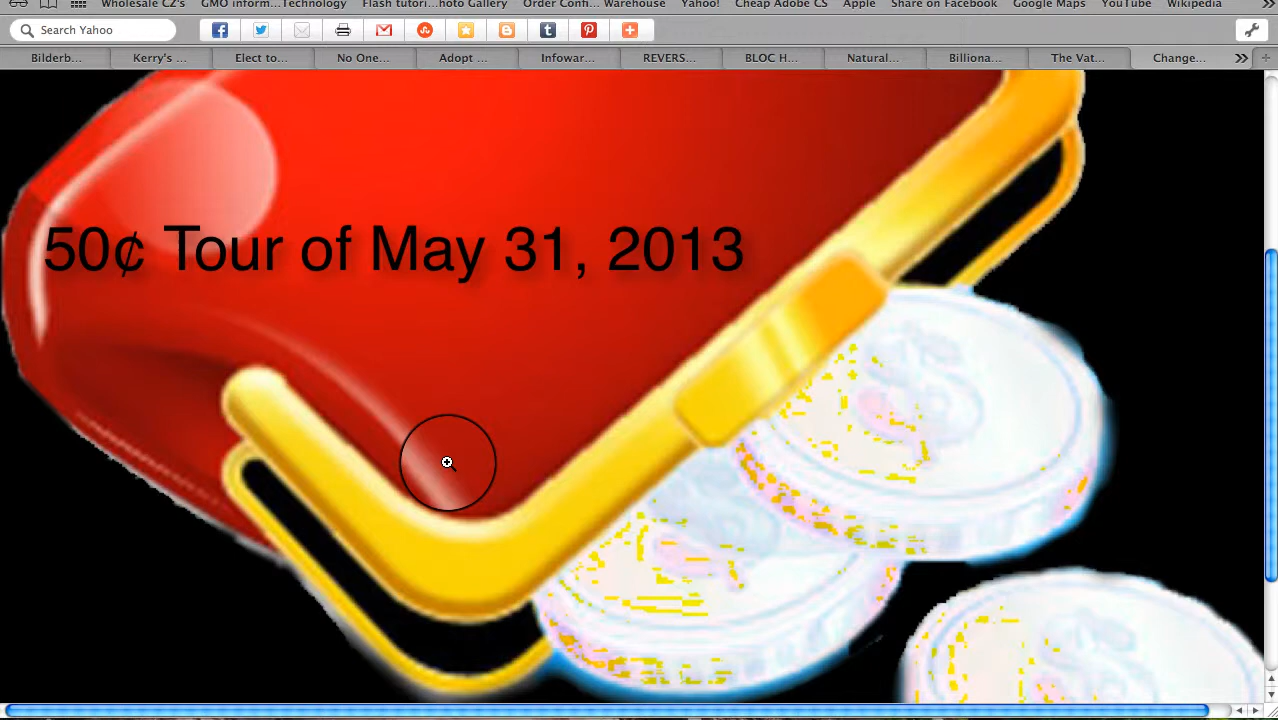 Wholesale CZ's GMO inform...Technology Flash tutori...hoto Gallery Order Conf... Warehouse Yahoo! Cheap Adobe CS Apple Share on Facebook Google Maps YouTube Wikipedia
Search Yahoo
Bilderb... Kerry's ... Elect to... No One... Adopt ... Infowar... REVERS... BLOC H... Natural... Billiona... The Vat... Change...
50¢ Tour of May 31, 2013